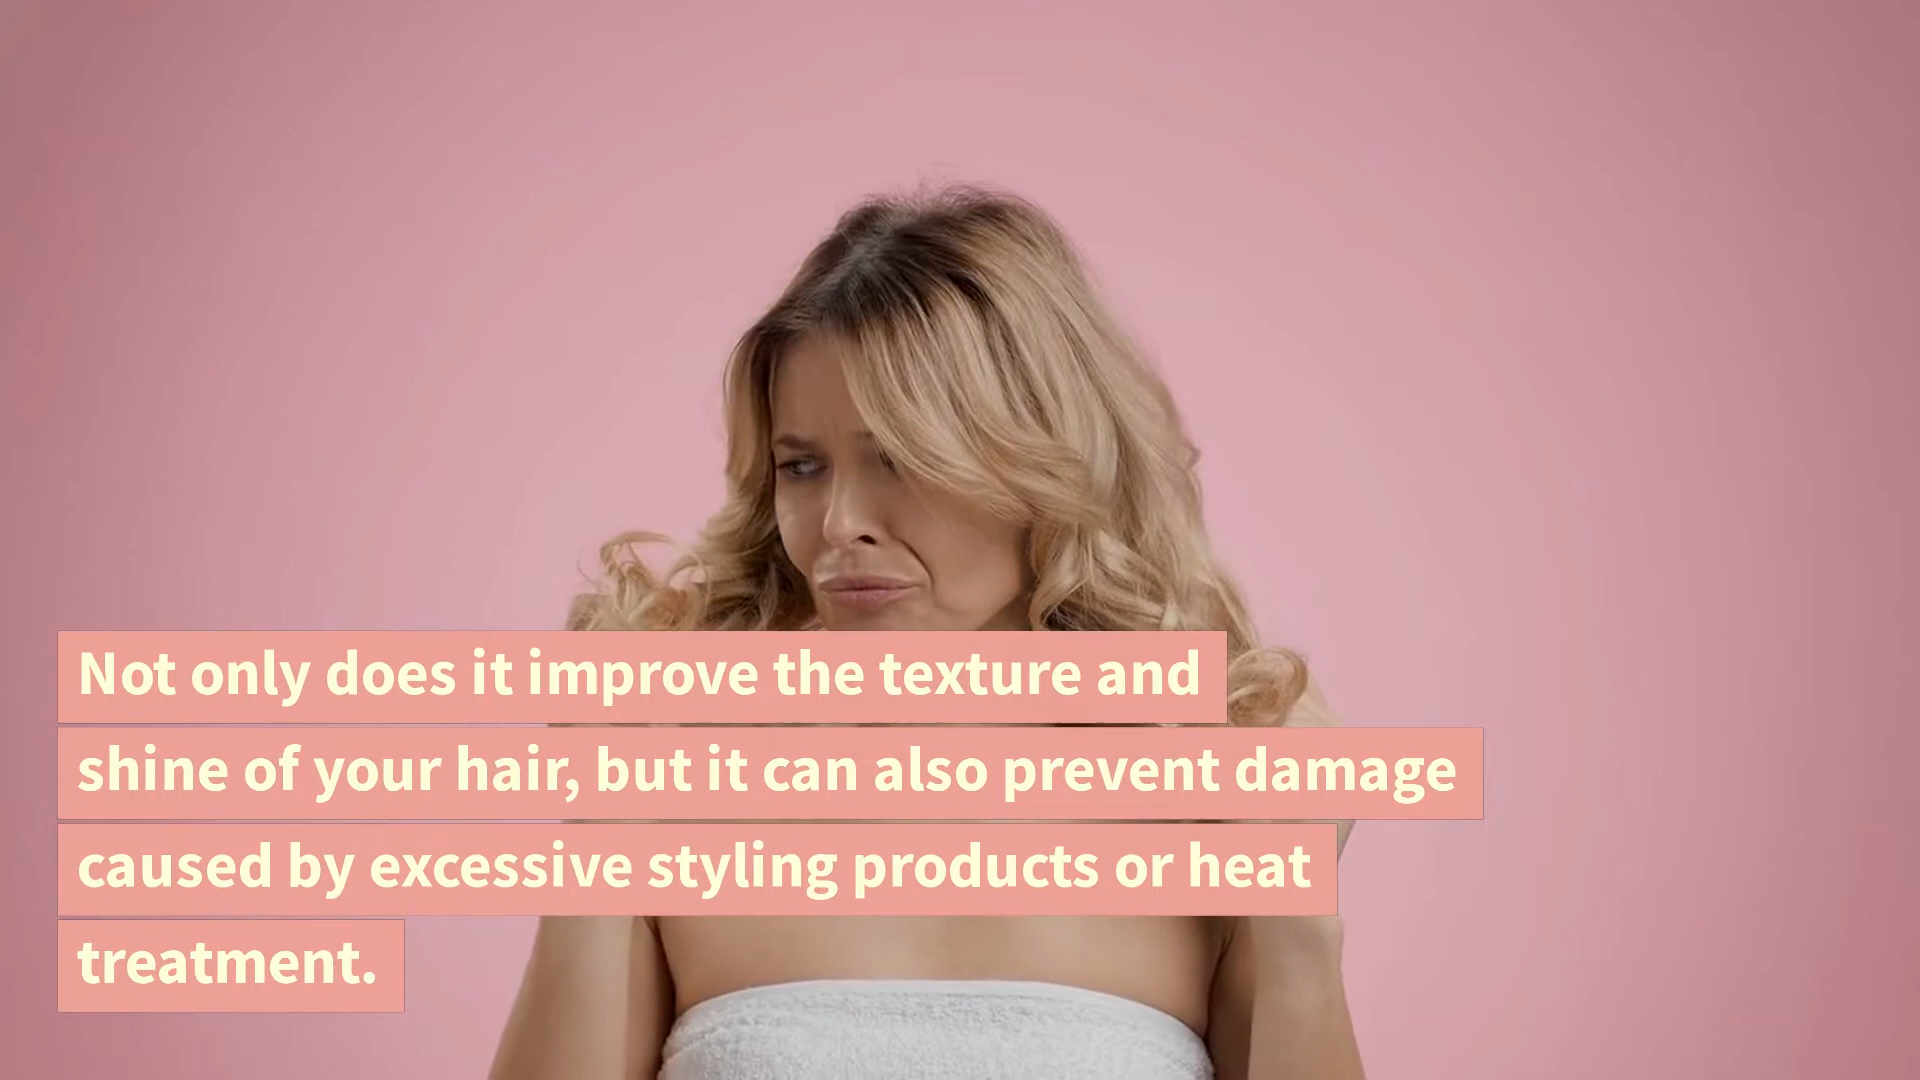 Not only does it improve the texture and
shine of your hair, but it can also prevent damage
caused by excessive styling products or heat
treatment.